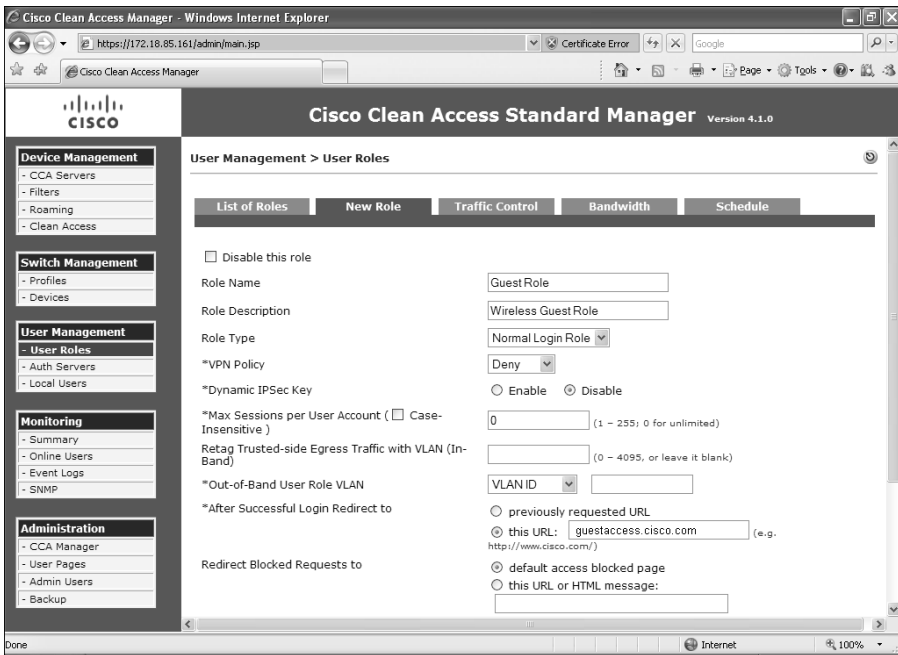 Cisco Clean Access Manager - Windows Internet Explorer
https://172.18.85.161/admin/main.jsp
Certificate Error
Google
Cisco Clean Access Manager
Page
Tools
CISCO
Cisco Clean Access Standard Manager Version 4.1.0
Device Management
- CCA Servers
- Filters
- Roaming
- Clean Access
Switch Management
- Profiles
- Devices
User Management
- User Roles
- Auth Servers
- Local Users
Monitoring
- Summary
- Online Users
- Event Logs
- SNMP
Administration
- CCA Manager
- User Pages
- Admin Users
- Backup
User Management > User Roles
List of Roles
New Role
Traffic Control
Bandwidth
Schedule
Disable this role
Role Name
Guest Role
Role Description
Wireless Guest Role
Role Type
Normal Login Role
*VPN Policy
Deny
*Dynamic IPSec Key
Enable
Disable
*Max Sessions per User Account ( Case-
Insensitive )
0
(1 - 255; 0 for unlimited)
Retag Trusted-side Egress Traffic with VLAN (In-
Band)
(0 - 4095, or leave it blank)
*Out-of-Band User Role VLAN
VLAN ID
*After Successful Login Redirect to
previously requested URL
this URL: guestaccess.cisco.com (e.g.
http://www.cisco.com/)
Redirect Blocked Requests to
default access blocked page
this URL or HTML message:
Done
Internet
100%